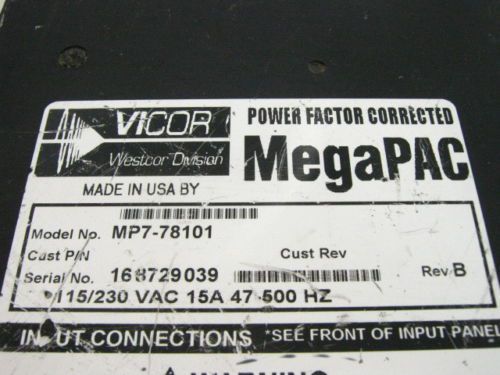 VICOR
Westcor Division
POWER FACTOR CORRECTED
MegaPAC
MADE IN USA BY
Model No. MP7-78101
Cust P/N Cust Rev
Serial No. 168729039 Rev B
115/230 VAC 15A 47-500 HZ
INPUT CONNECTIONS *SEE FRONT OF INPUT PANEL
WARNING